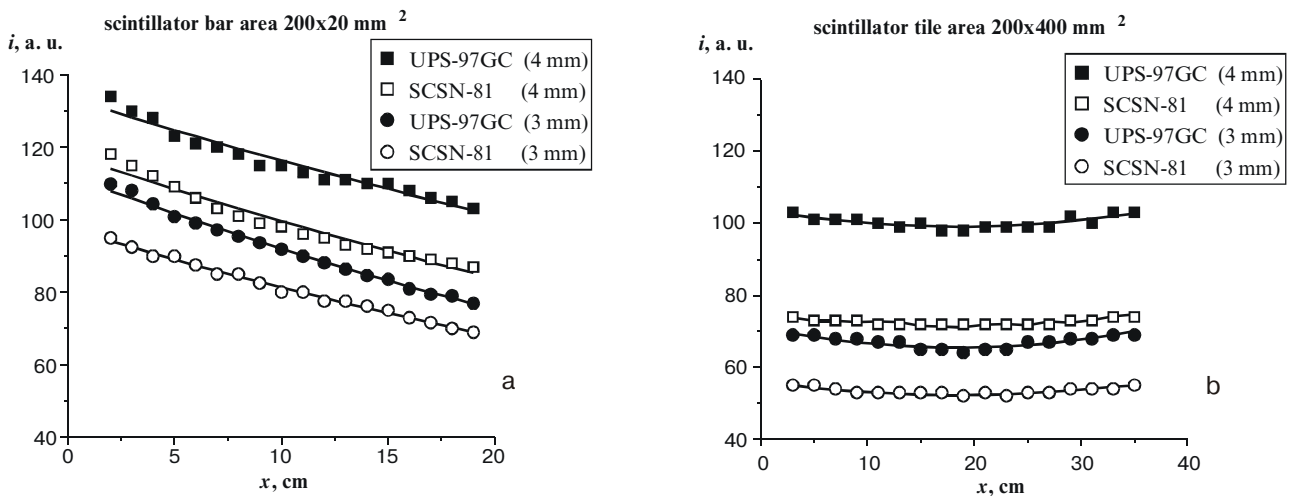 scintillator bar area 200x20 mm 2
i, a. u.
UPS-97GC (4 mm)
SCSN-81 (4 mm)
UPS-97GC (3 mm)
SCSN-81 (3 mm)
140
120
100
80
60
40
0 5 10 15 20
x, cm
a
scintillator tile area 200x400 mm 2
i, a. u.
UPS-97GC (4 mm)
SCSN-81 (4 mm)
UPS-97GC (3 mm)
SCSN-81 (3 mm)
140
120
100
80
60
40
0 10 20 30 40
x, cm
b